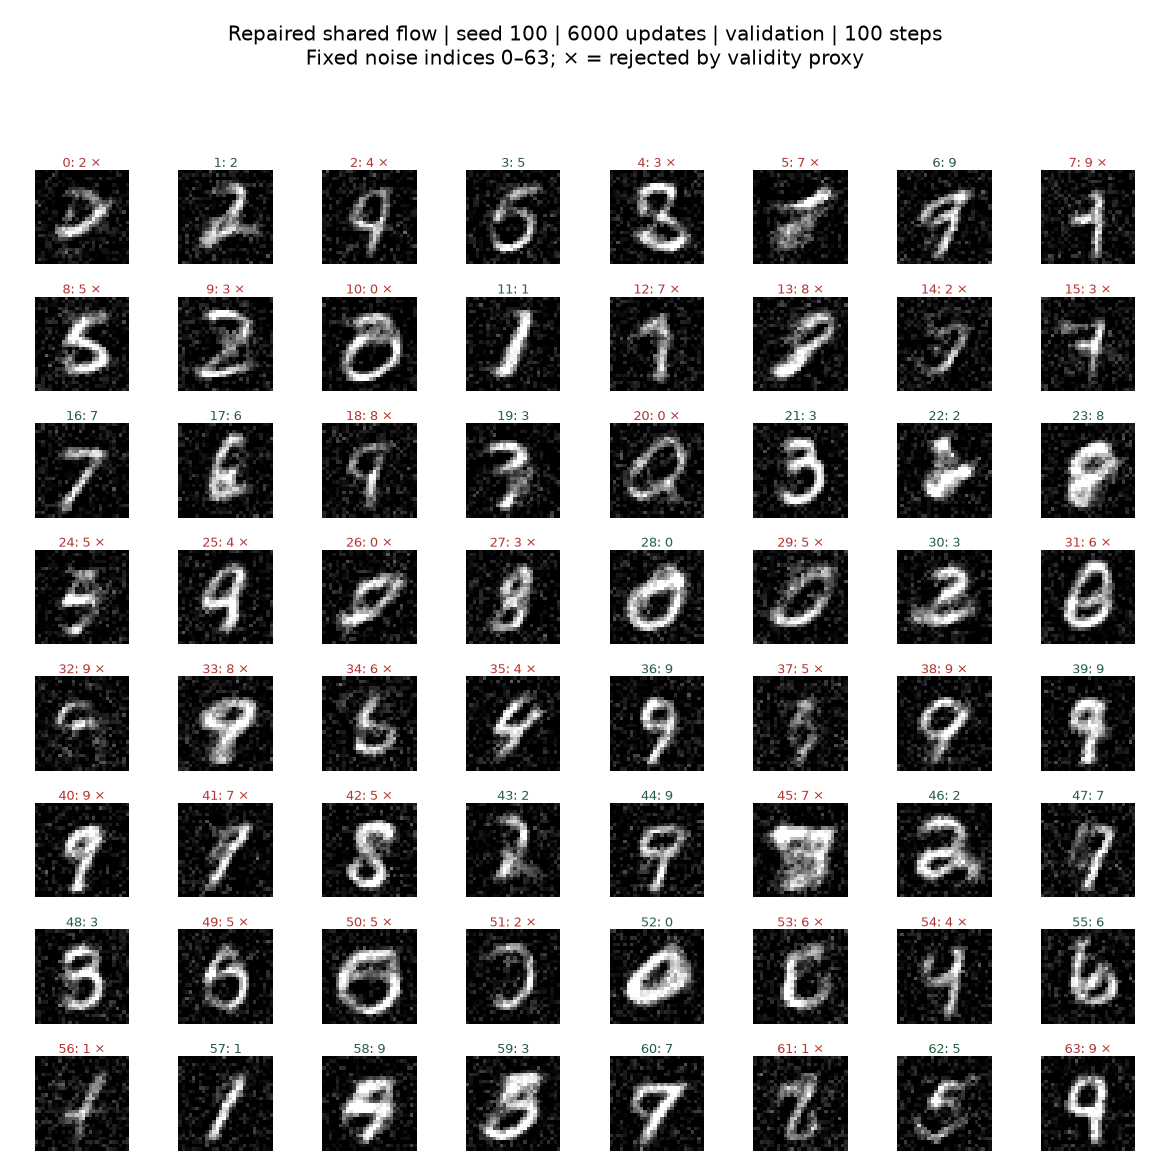 Repaired shared flow | seed 100 | 6000 updates | validation | 100 steps
Fixed noise indices 0–63; × = rejected by validity proxy
0: 2 × 1: 2 2: 4 × 3: 5 4: 3 × 5: 7 × 6: 9 7: 9 ×
8: 5 × 9: 3 × 10: 0 × 11: 1 12: 7 × 13: 8 × 14: 2 × 15: 3 ×
16: 7 17: 6 18: 8 × 19: 3 20: 0 × 21: 3 22: 2 23: 8
24: 5 × 25: 4 × 26: 0 × 27: 3 × 28: 0 29: 5 × 30: 3 31: 6 ×
32: 9 × 33: 8 × 34: 6 × 35: 4 × 36: 9 37: 5 × 38: 9 × 39: 9
40: 9 × 41: 7 × 42: 5 × 43: 2 44: 9 45: 7 × 46: 2 47: 7
48: 3 49: 5 × 50: 5 × 51: 2 × 52: 0 53: 6 × 54: 4 × 55: 6
56: 1 × 57: 1 58: 9 59: 3 60: 7 61: 1 × 62: 5 63: 9 ×